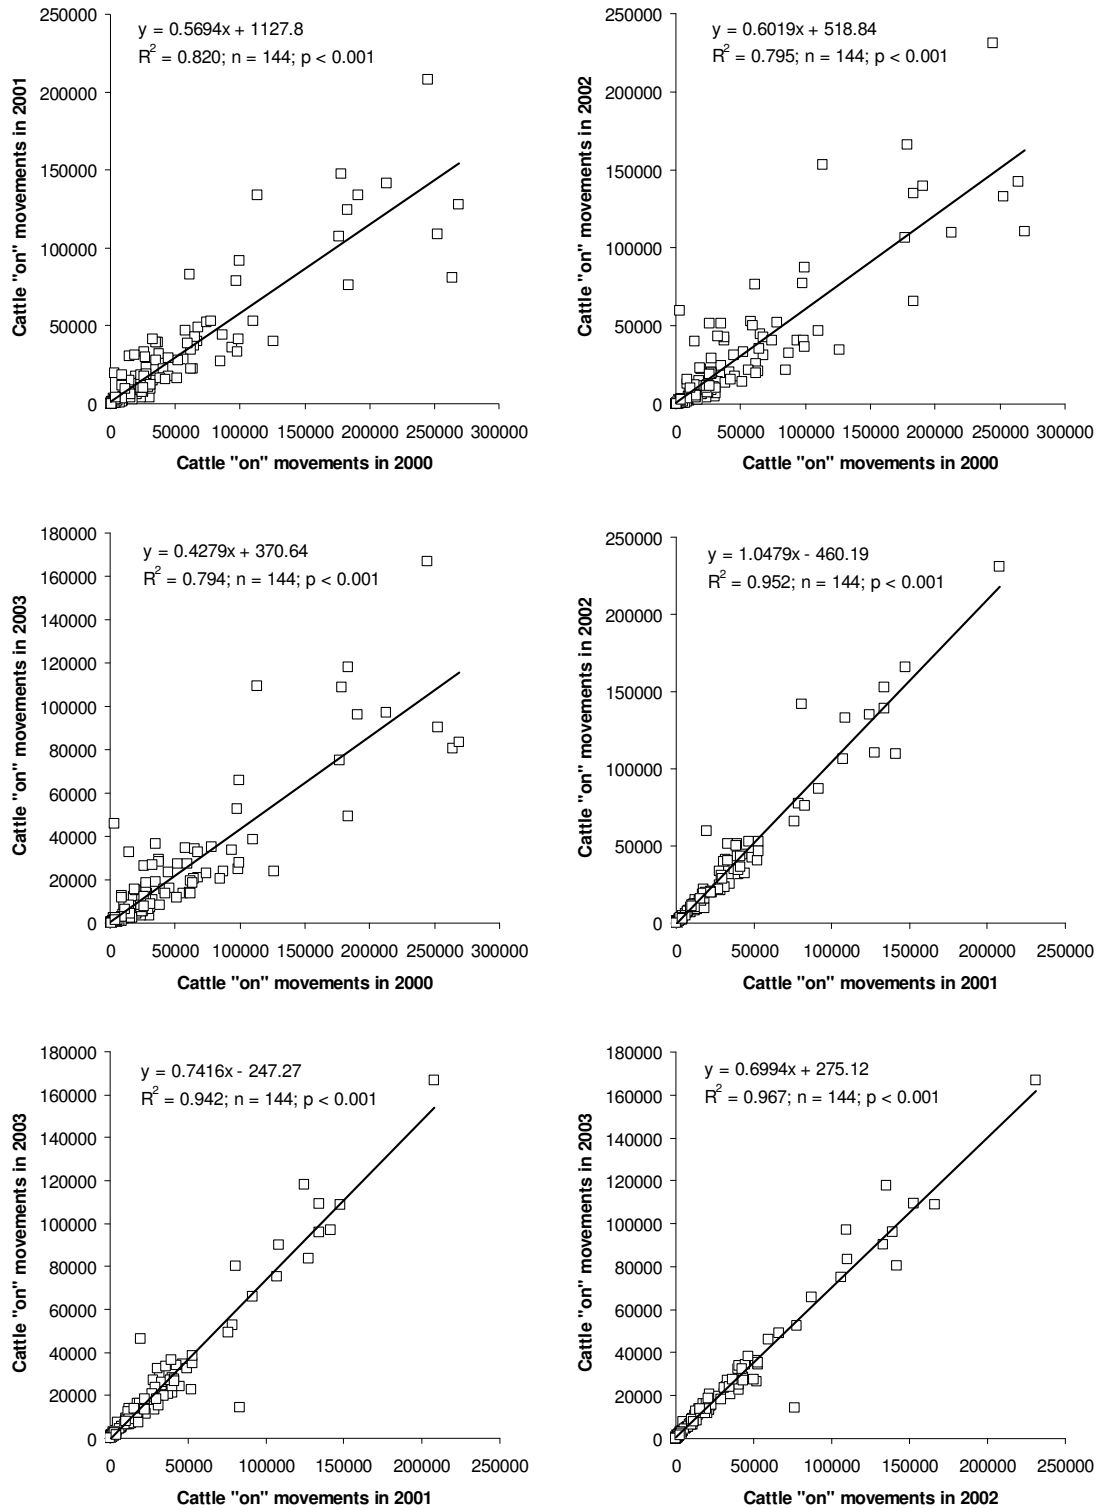 y = 0.5694x + 1127.8
R2 = 0.820; n = 144; p < 0.001
Cattle "on" movements in 2001
250000
200000
150000
100000
50000
0
0 50000 100000 150000 200000 250000 300000
Cattle "on" movements in 2000
y = 0.6019x + 518.84
R2 = 0.795; n = 144; p < 0.001
Cattle "on" movements in 2002
250000
200000
150000
100000
50000
0
0 50000 100000 150000 200000 250000 300000
Cattle "on" movements in 2000
y = 0.4279x + 370.64
R2 = 0.794; n = 144; p < 0.001
Cattle "on" movements in 2003
180000
160000
140000
120000
100000
80000
60000
40000
20000
0
0 50000 100000 150000 200000 250000 300000
Cattle "on" movements in 2000
y = 1.0479x - 460.19
R2 = 0.952; n = 144; p < 0.001
Cattle "on" movements in 2002
250000
200000
150000
100000
50000
0
0 50000 100000 150000 200000 250000
Cattle "on" movements in 2001
y = 0.7416x - 247.27
R2 = 0.942; n = 144; p < 0.001
Cattle "on" movements in 2003
180000
160000
140000
120000
100000
80000
60000
40000
20000
0
0 50000 100000 150000 200000 250000
Cattle "on" movements in 2001
y = 0.6994x + 275.12
R2 = 0.967; n = 144; p < 0.001
Cattle "on" movements in 2003
180000
160000
140000
120000
100000
80000
60000
40000
20000
0
0 50000 100000 150000 200000 250000
Cattle "on" movements in 2002